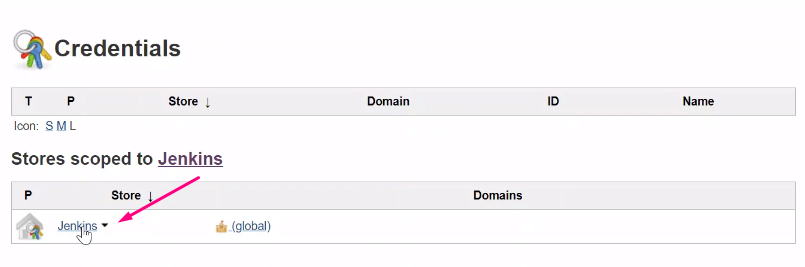 Credentials
T P Store ↓ Domain ID Name
Icon: S M L
Stores scoped to Jenkins
P Store ↓ Domains
Jenkins (global)